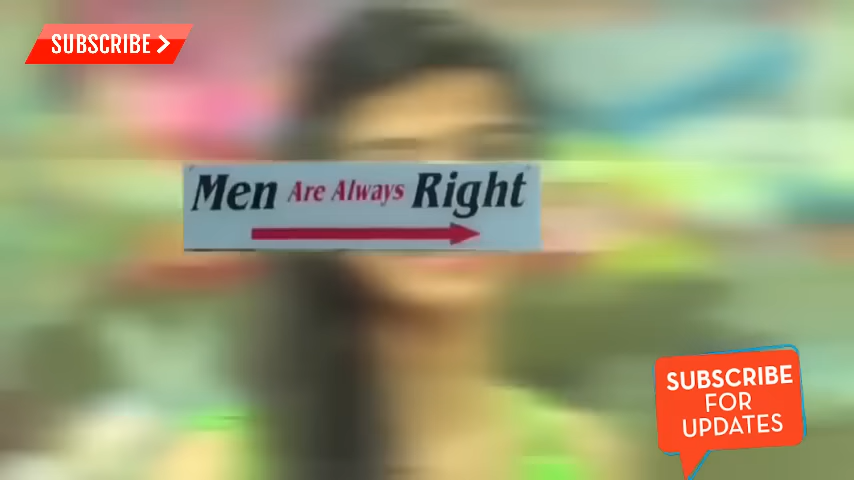 SUBSCRIBE
Men Are Always Right
SUBSCRIBE
FOR
UPDATES